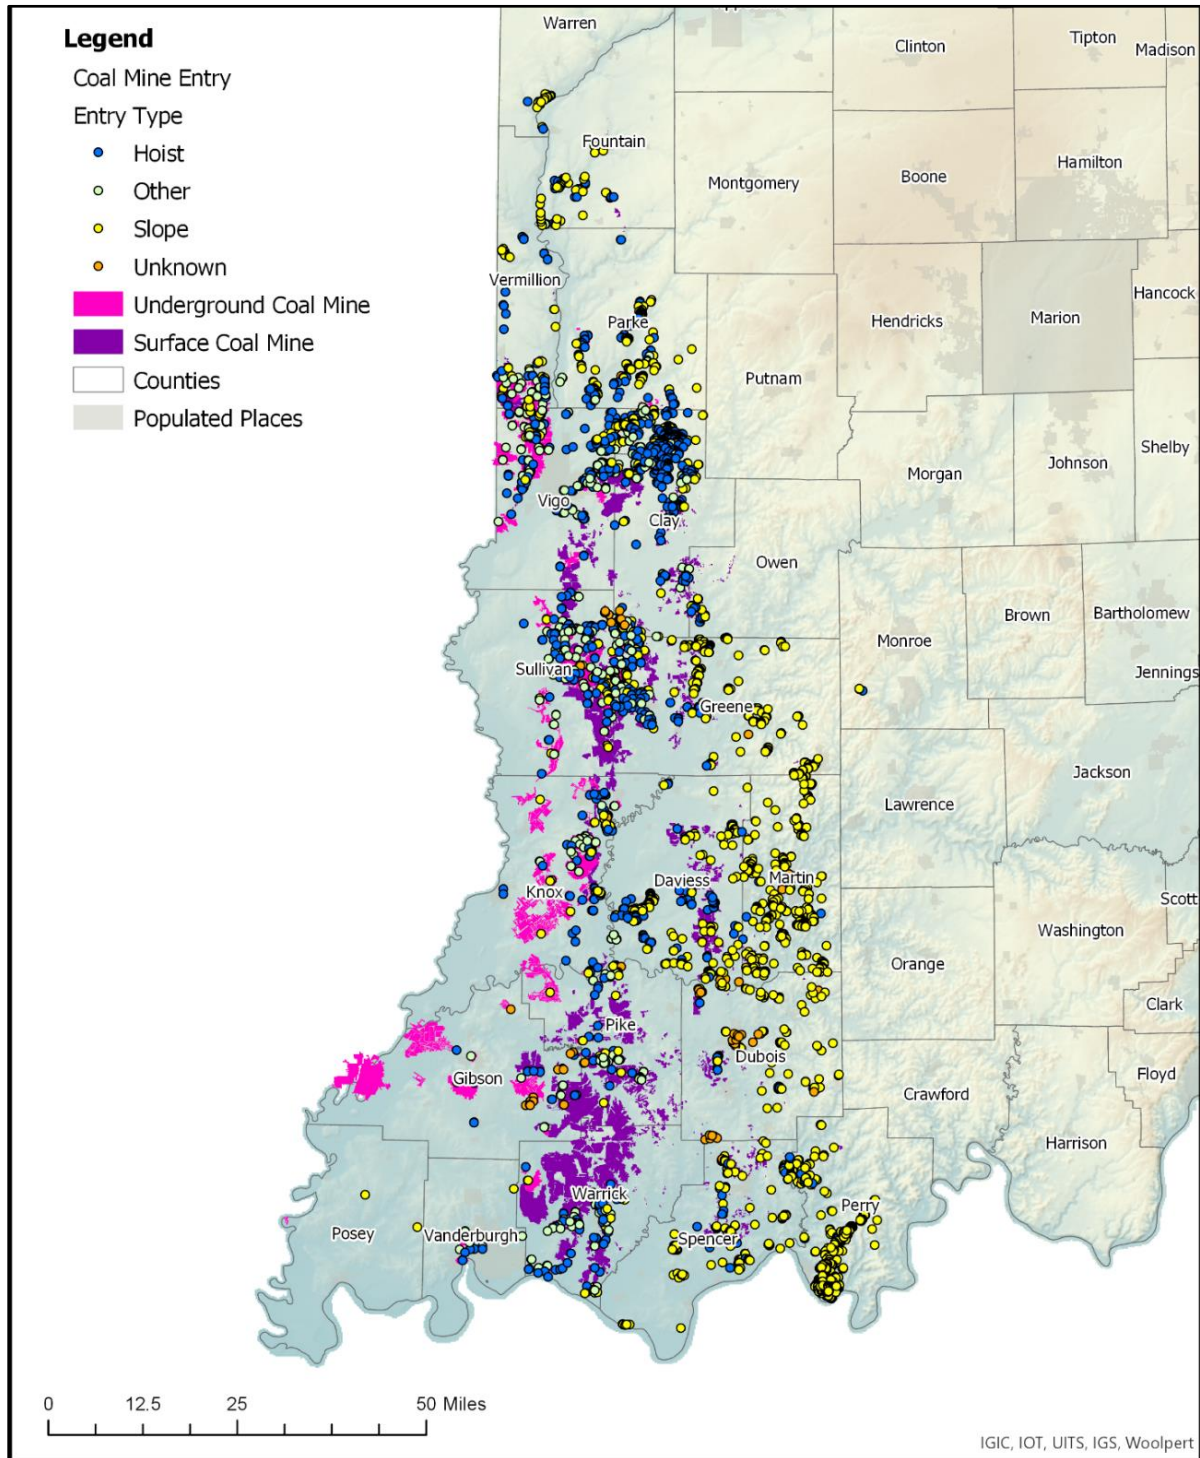 Legend
Coal Mine Entry
Entry Type
Hoist
Other
Slope
Unknown
Underground Coal Mine
Surface Coal Mine
Counties
Populated Places
Warren
Clinton
Tipton
Madison
Fountain
Montgomery
Boone
Hamilton
Vermillion
Parke
Hendricks
Marion
Hancock
Putnam
Morgan
Johnson
Shelby
Vigo
Clay
Owen
Monroe
Brown
Bartholomew
Jennings
Sullivan
Greene
Lawrence
Jackson
Knox
Daviess
Martin
Orange
Washington
Scott
Clark
Pike
Gibson
Dubois
Crawford
Floyd
Harrison
Posey
Vanderburgh
Warrick
Spencer
Perry
0 12.5 25 50 Miles
IGIC, IOT, UITS, IGS, Woolpert